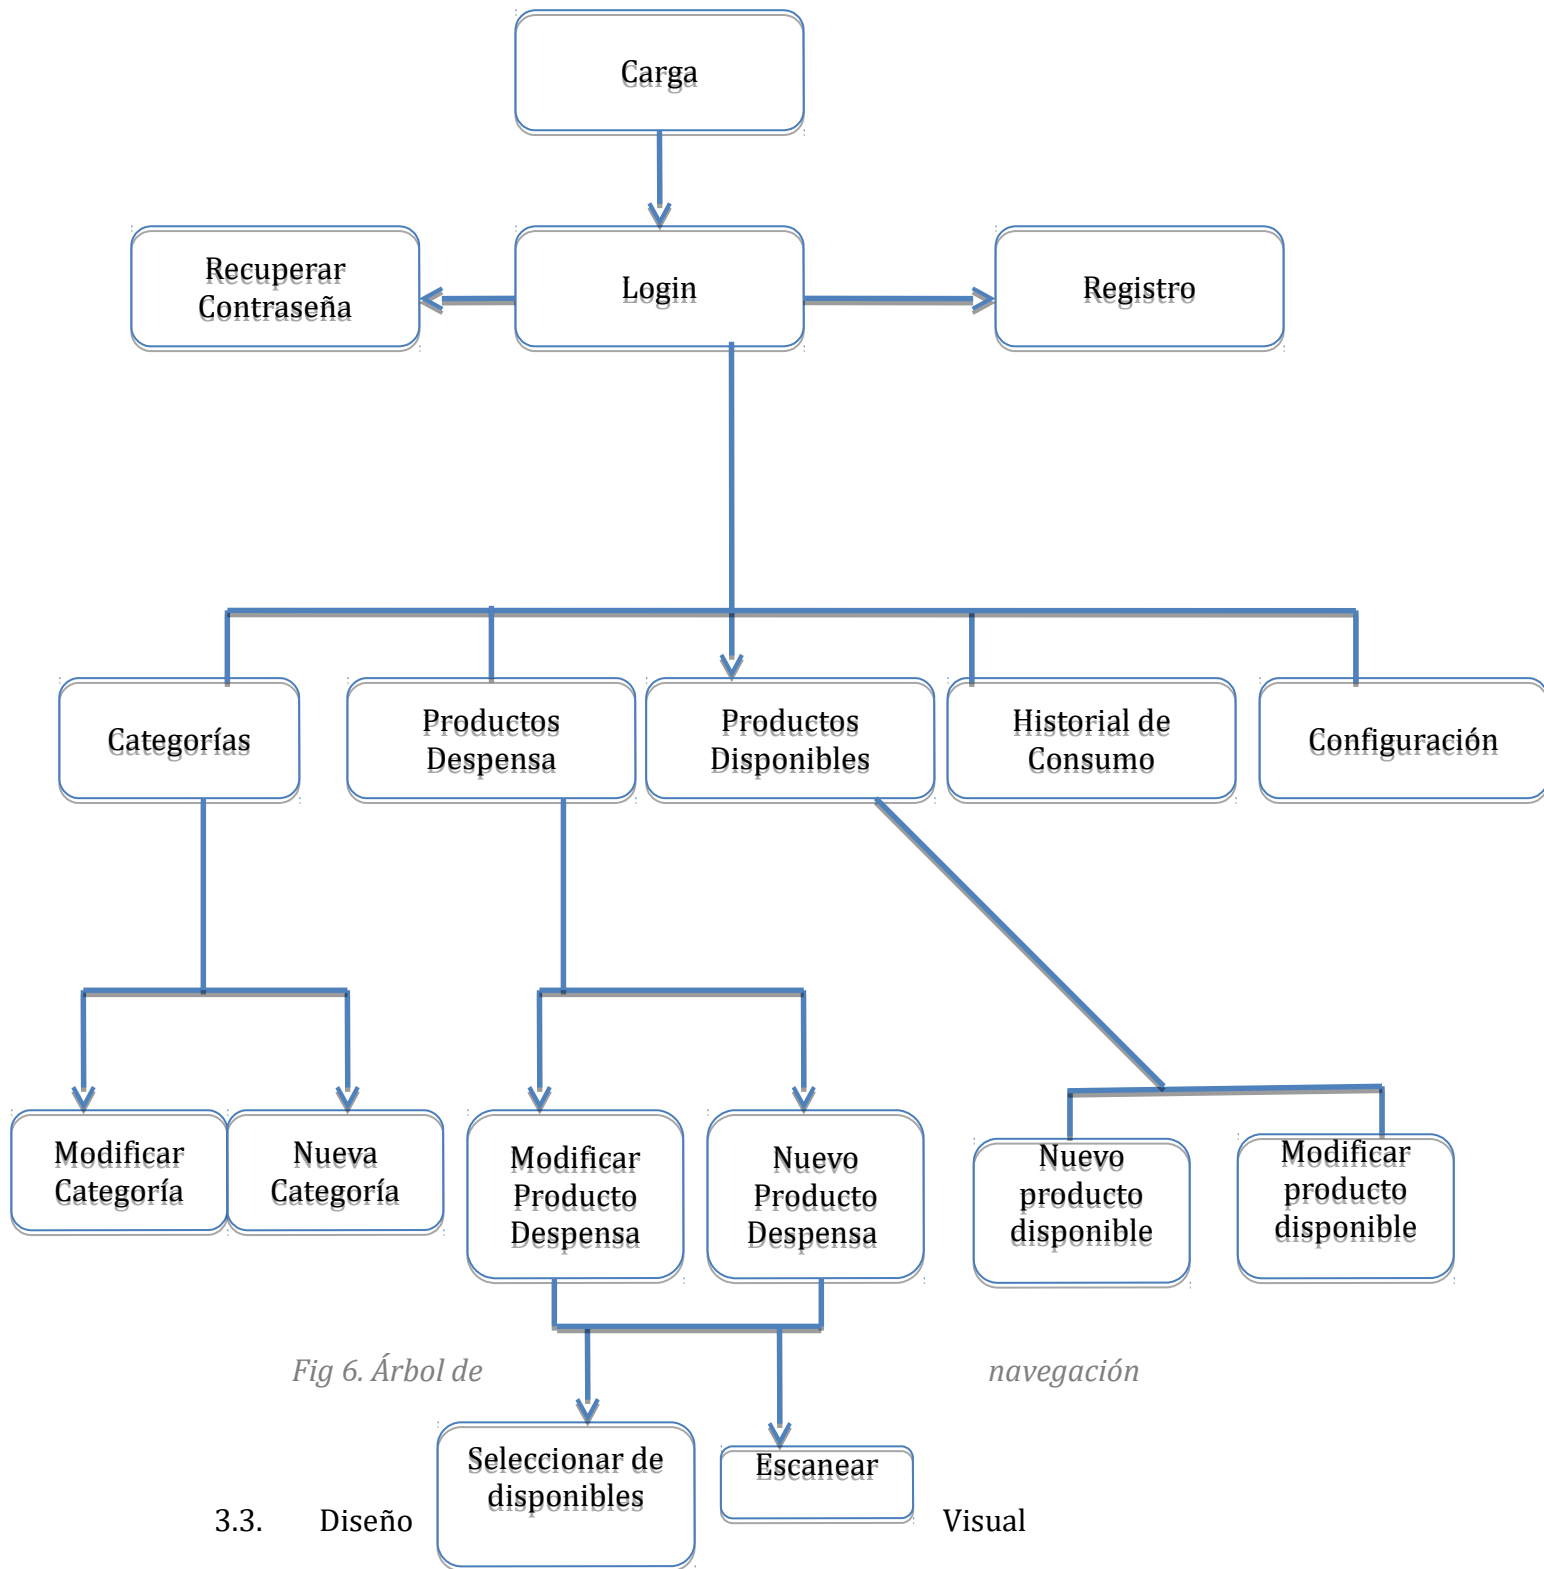 Carga
Recuperar
Contraseña
Login
Registro
Categorías
Productos
Despensa
Productos
Disponibles
Historial de
Consumo
Configuración
Modificar
Categoría
Nueva
Categoría
Modificar
Producto
Despensa
Nuevo
Producto
Despensa
Nuevo
producto
disponible
Modificar
producto
disponible
Fig 6. Árbol de navegación
Seleccionar de
disponibles
Escanear
3.3. Diseño Visual